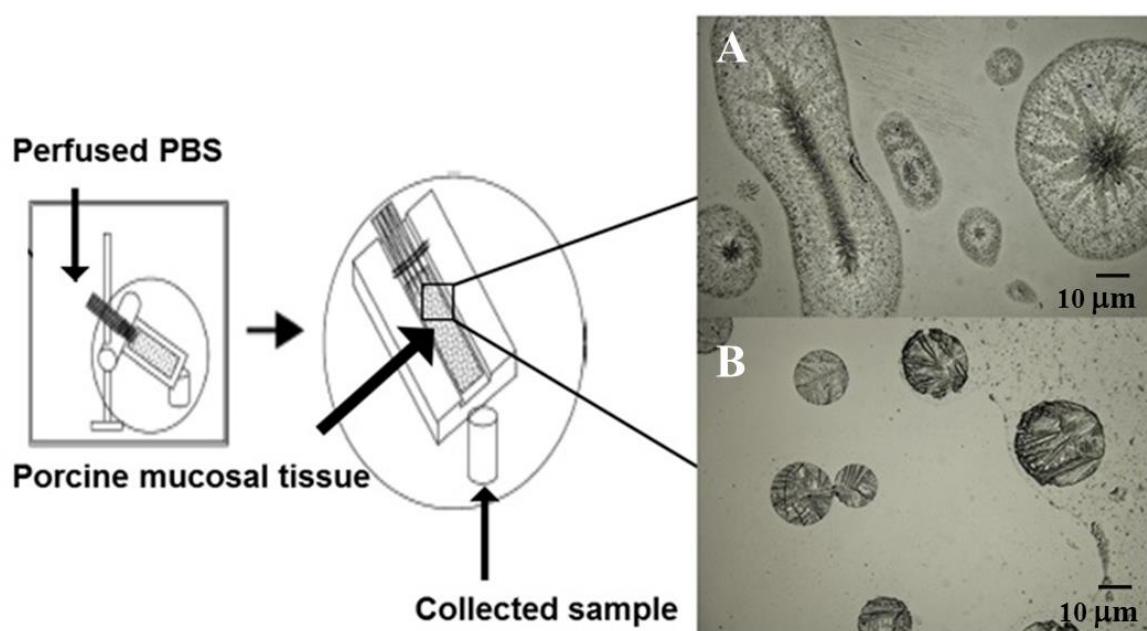 Perfused PBS
Porcine mucosal tissue
Collected sample
A
10 μm
B
10 μm